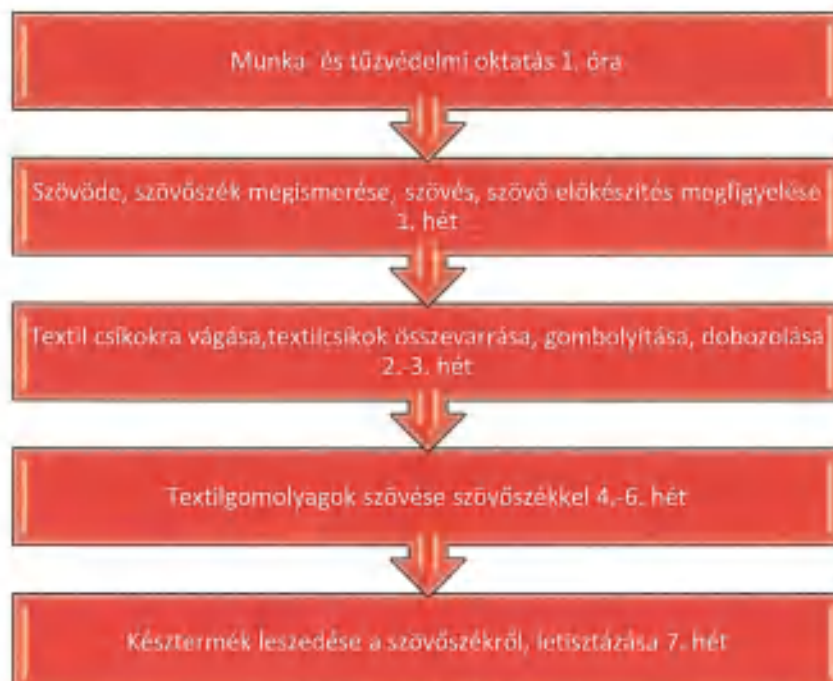 Munka- és tűzvédelmi oktatás 1. óra
Szövöde, szövőszék megismerése, szövés, szövő előkészítés megfigyelése
1. hét
Textil csíkokra vágása,textilcsíkok összevarrása, gombolyítása, dobozolása
2.-3. hét
Textilgomolyagok szövése szövőszékkel 4.-6. hét
Késztermék leszedése a szövőszékről, letisztázása 7. hét